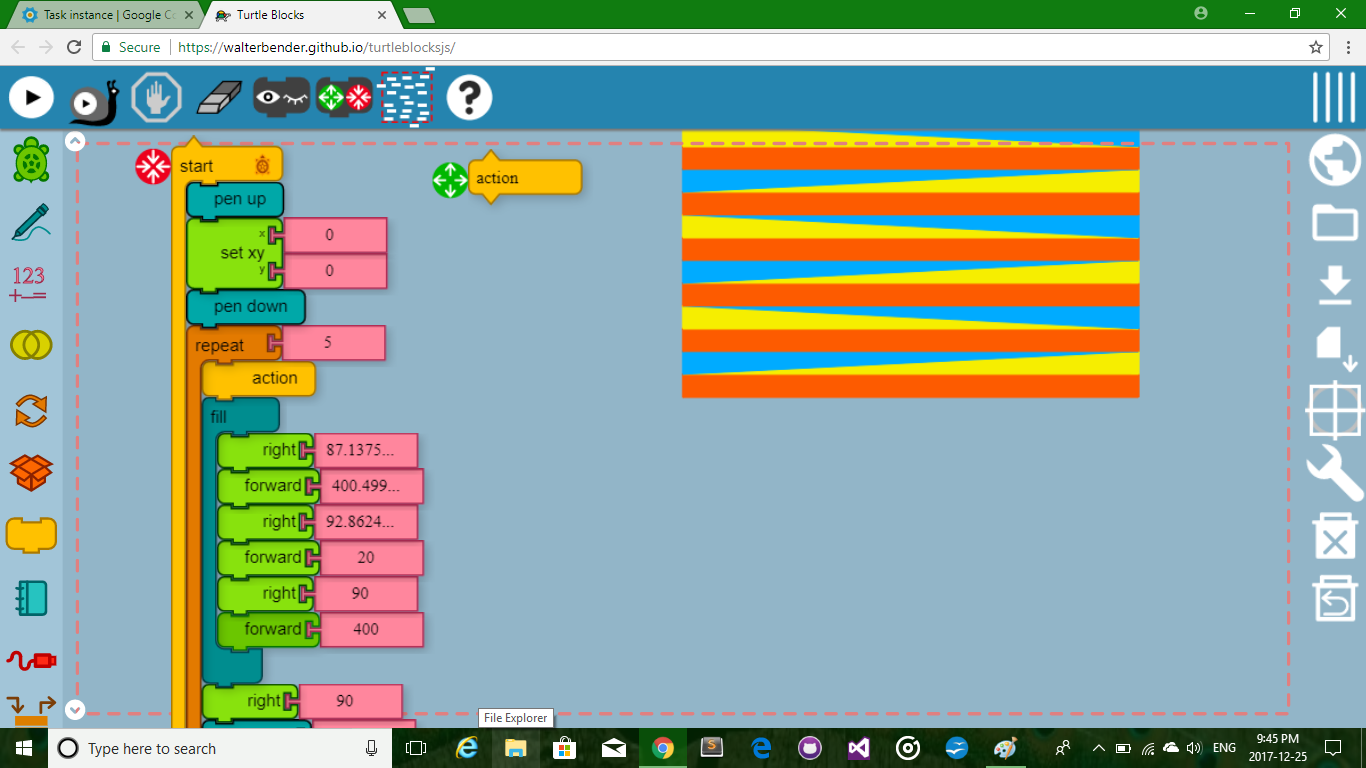 Task instance | Google Co
Turtle Blocks
Secure
https://walterbender.github.io/turtleblocksjs/
?
start
action
pen up
x
0
set xy
y
0
pen down
repeat
5
action
fill
right
87.1375...
forward
400.499...
right
92.8624...
forward
20
right
90
forward
400
right
90
123
+-=
File Explorer
Type here to search
S
ENG
9:45 PM
2017-12-25